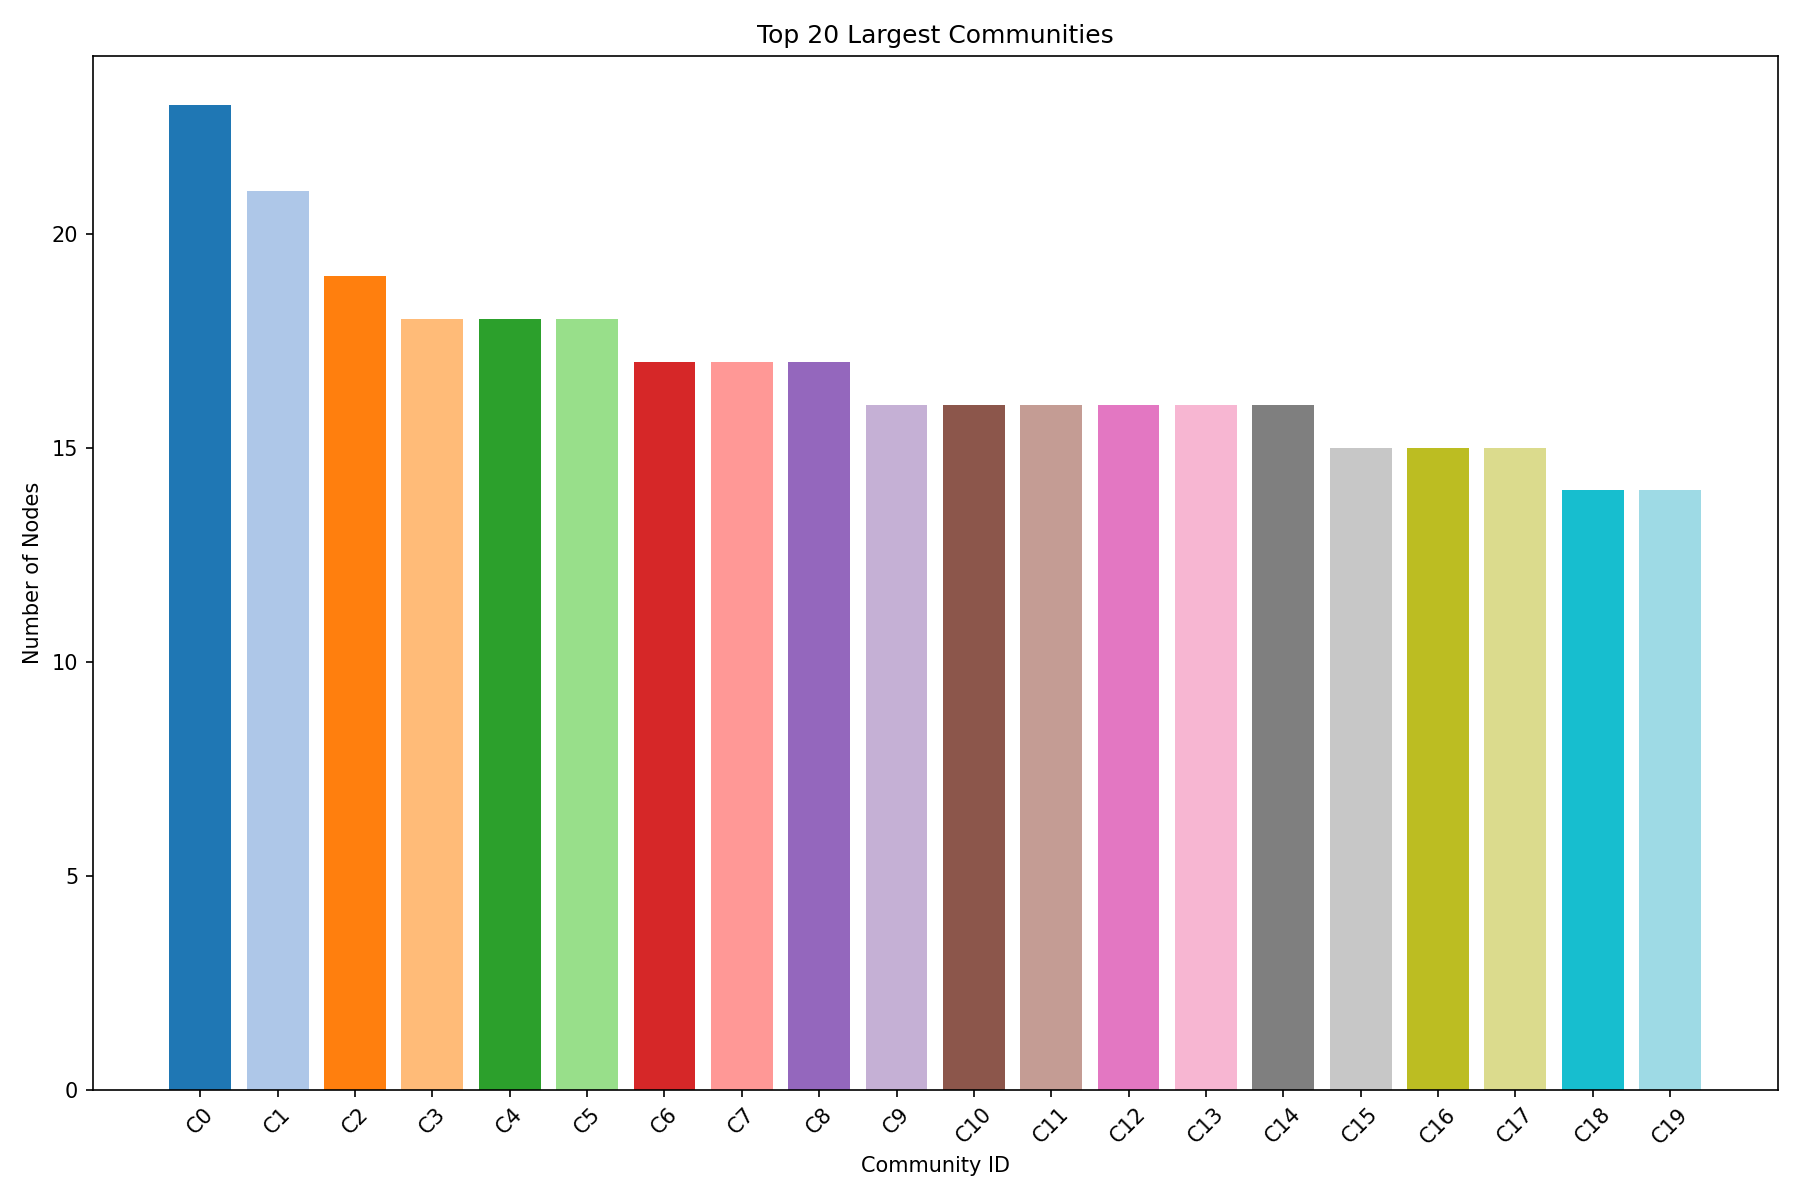 Top 20 Largest Communities
Number of Nodes
20
15
10
5
0
C0
C1
C2
C3
C4
C5
C6
C7
C8
C9
C10
C11
C12
C13
C14
C15
C16
C17
C18
C19
Community ID